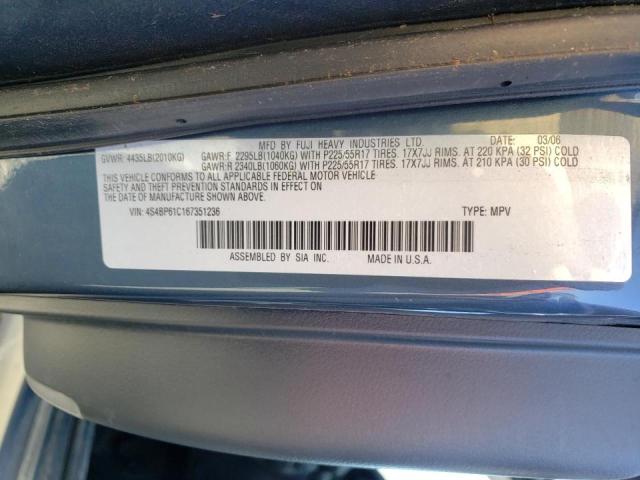 MFD BY FUJI HEAVY INDUSTRIES LTD. DATE: 03/06
GVWR: 4435LB(2010KG) GAWR:F 2295LB(1040KG) WITH P225/55R17 TIRES. 17X7JJ RIMS. AT 220 KPA (32 PSI) COLD
GAWR:R 2340LB(1060KG) WITH P225/55R17 TIRES. 17X7JJ RIMS. AT 210 KPA (30 PSI) COLD
THIS VEHICLE CONFORMS TO ALL APPLICABLE FEDERAL MOTOR VEHICLE
SAFETY AND THEFT PREVENTION STANDARDS IN EFFECT ON
DATE OF MANUFACTURE SHOWN ABOVE.
VIN: 4S4BP61C167351236 TYPE: MPV
ASSEMBLED BY SIA INC. MADE IN U.S.A.